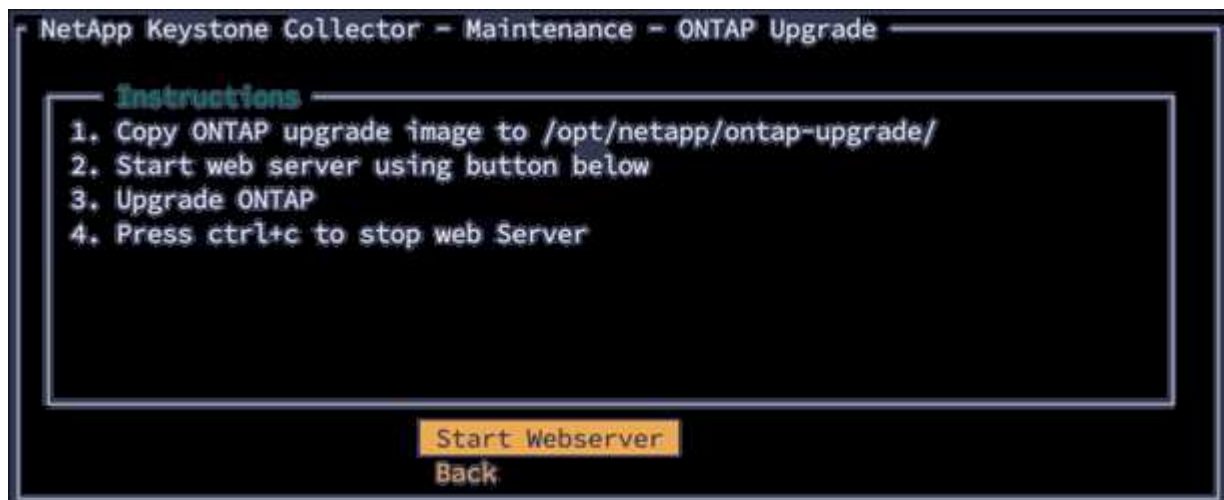 NetApp Keystone Collector - Maintenance - ONTAP Upgrade
Instructions
1. Copy ONTAP upgrade image to /opt/netapp/ontap-upgrade/
2. Start web server using button below
3. Upgrade ONTAP
4. Press ctrl+c to stop web Server
Start Webserver
Back